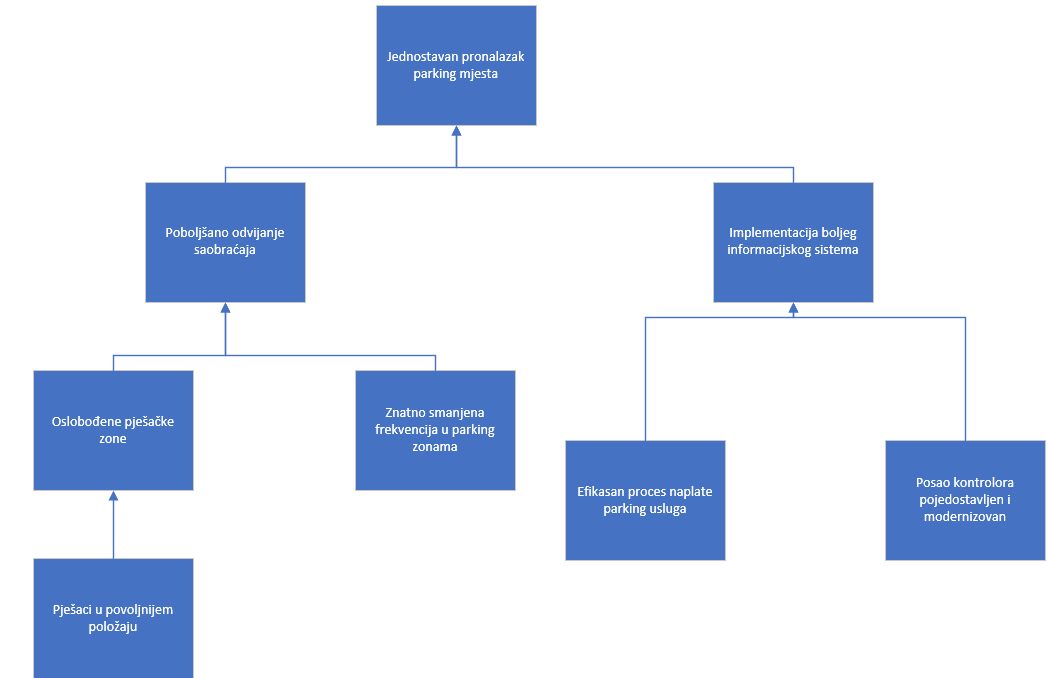 Jednostavan pronalazak
parking mjesta
Poboljšano odvijanje
saobraćaja
Implementacija boljeg
informacijskog sistema
Oslobođene pješačke
zone
Znatno smanjena
frekvencija u parking
zonama
Efikasan proces naplate
parking usluga
Posao kontrolora
pojedostavljen i
modernizovan
Pješaci u povoljnijem
položaju